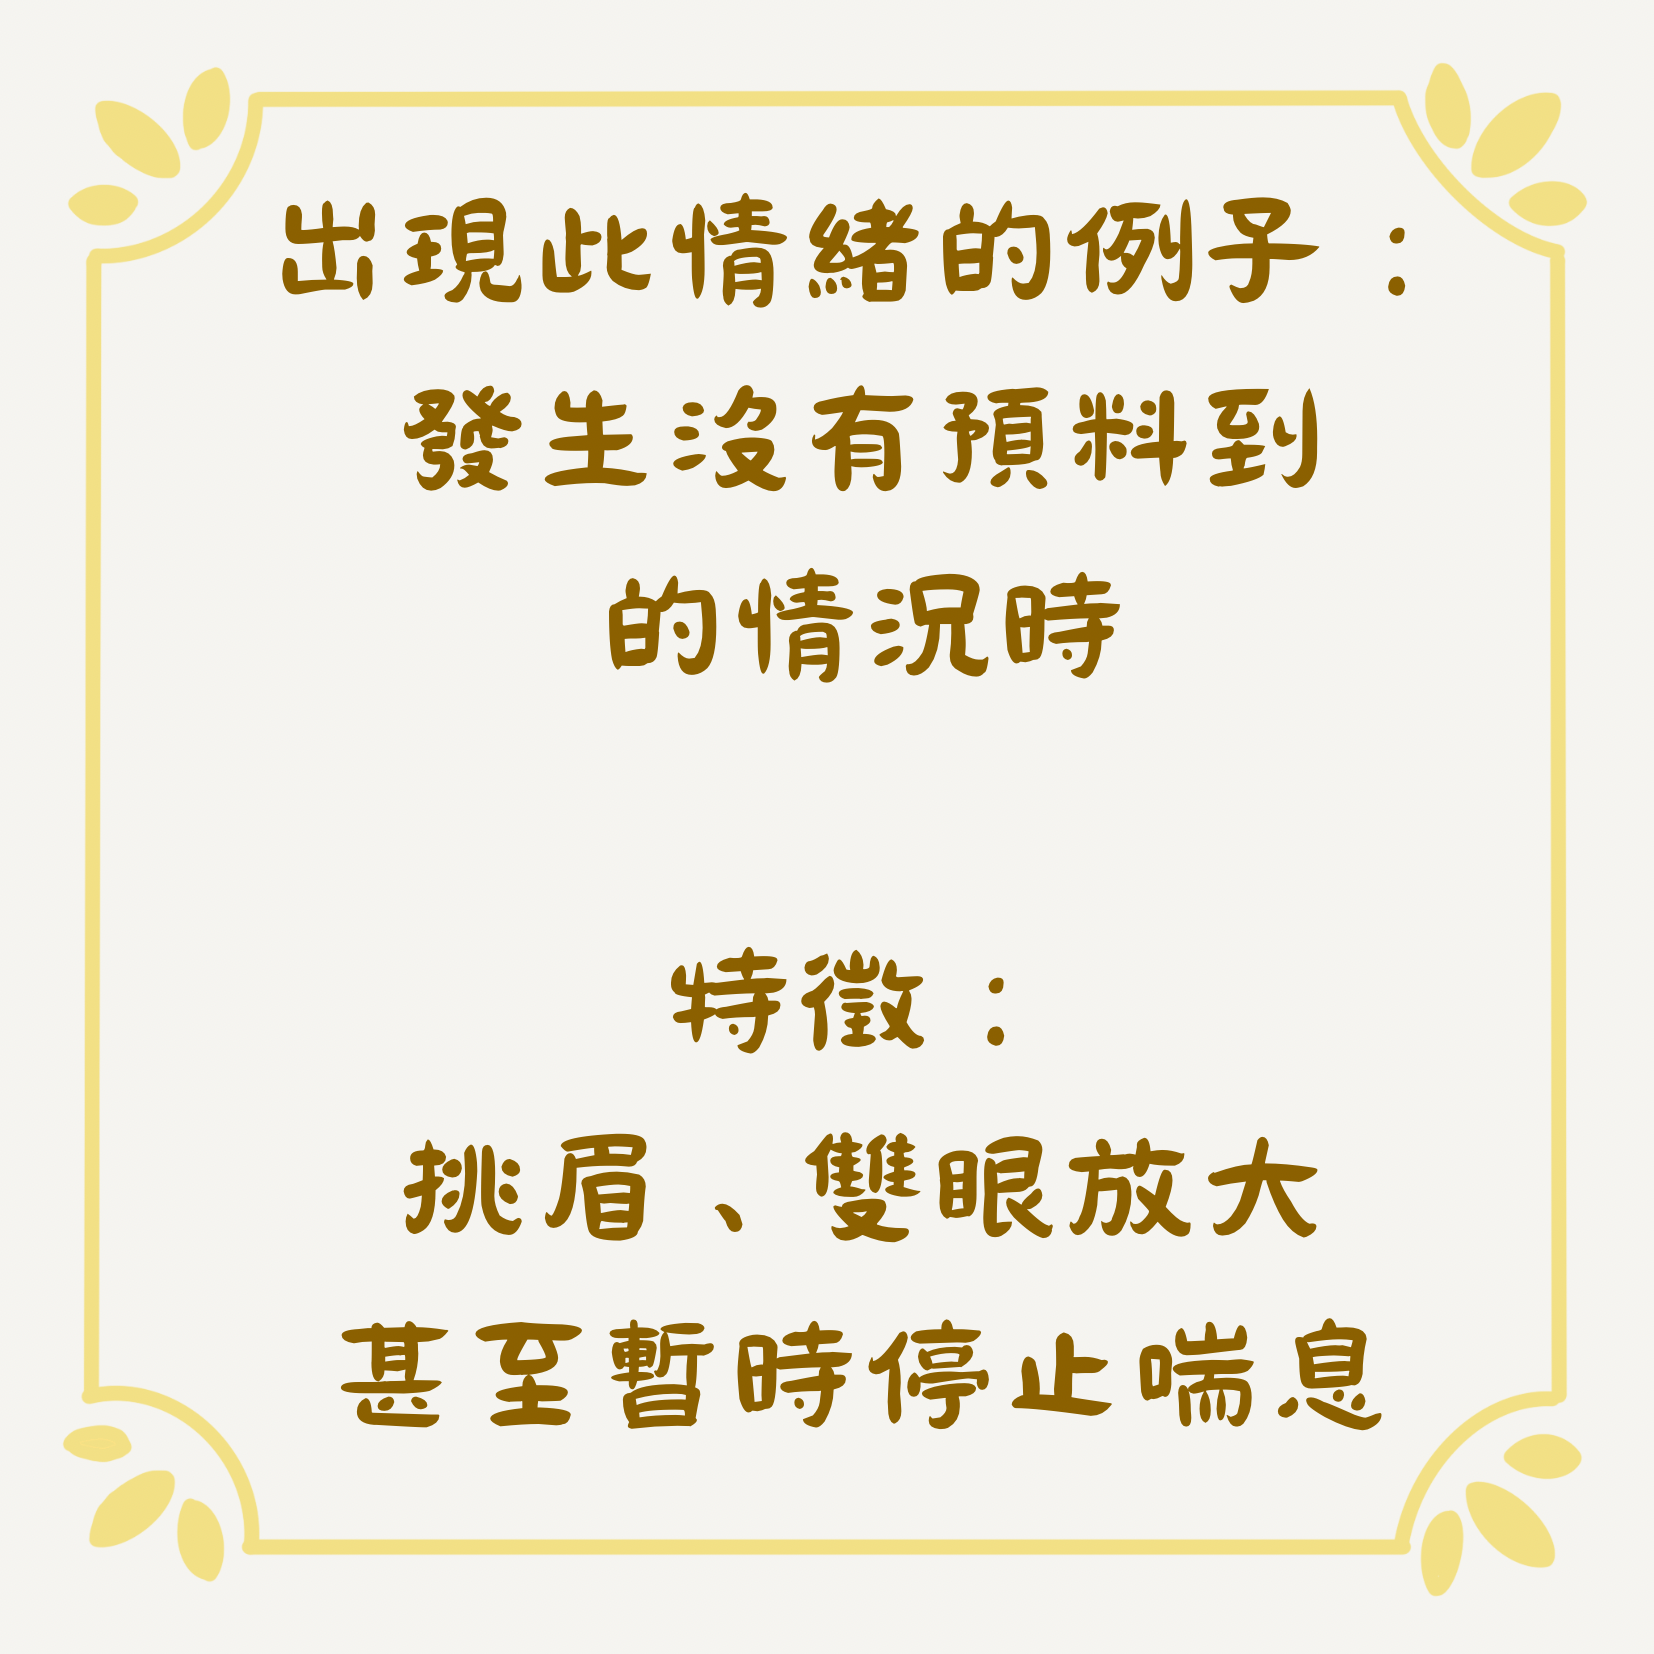 出現此情緒的例子：
發生沒有預料到
的情況時
特徵：
挑眉、雙眼放大
甚至暫時停止喘息